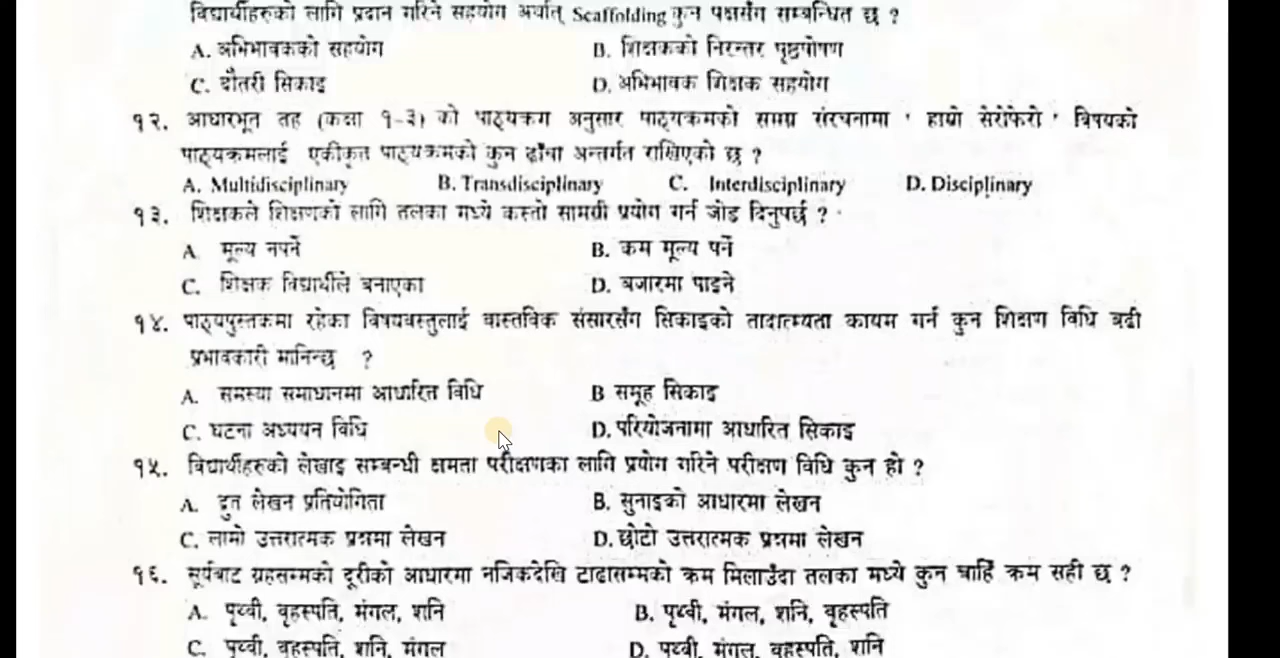 विद्यार्थीहरुको लागि प्रदान गरिने सहयोग अर्थात् Scaffolding कुन पक्षसँग सम्बन्धित छ ?
A. अभिभावकको सहयोग B. शिक्षकको निरन्तर पृष्ठपोषण
C. दौतरी सिकाइ D. अभिभावक शिक्षक सहयोग
१२. आधारभूत तह (कक्षा १-३) को पाठ्यक्रम अनुसार पाठ्यक्रमको समग्र संरचनामा ' हाम्रो सेरोफेरो ' विषयको
पाठ्यक्रमलाई एकीकृत पाठ्यक्रमको कुन ढाँचा अन्तर्गत राखिएको छ ?
A. Multidisciplinary B. Transdisciplinary C. Interdisciplinary D. Disciplinary
१३. शिक्षकले शिक्षणको लागि तलका मध्ये कस्तो सामग्री प्रयोग गर्न जोड दिनुपर्छ ?
A मूल्य नपर्ने B. कम मूल्य पर्ने
C. शिक्षक विद्यार्थीले बनाएका D. बजारमा पाइने
१४. पाठ्यपुस्तकमा रहेका विषयवस्तुलाई वास्तविक संसारसँग सिकाइको तादात्म्यता कायम गर्न कुन शिक्षण विधि बढी
प्रभावकारी मानिन्छ ?
A. समस्या समाधानमा आधारित विधि B समूह सिकाइ
C. घटना अध्ययन विधि D. परियोजनामा आधारित सिकाइ
१५. विद्यार्थीहरुको लेखाइ सम्बन्धी क्षमता परीक्षणका लागि प्रयोग गरिने परीक्षण विधि कुन हो ?
A. द्रुत लेखन प्रतियोगिता B. सुनाइको आधारमा लेखन
C. लामो उत्तरात्मक प्रश्नमा लेखन D. छोटो उत्तरात्मक प्रश्नमा लेखन
१६. सूर्यबाट ग्रहसम्मको दूरीको आधारमा नजिकदेखि टाढासम्मको क्रम मिलाउँदा तलका मध्ये कुन चाहिँ क्रम सही छ ?
A. पृथ्वी, वृहस्पति, मंगल, शनि B. पृथ्वी, मंगल, शनि, वृहस्पति
C. पृथ्वी, वृहस्पति, शनि, मंगल D. पृथ्वी, मंगल, वृहस्पति, शनि